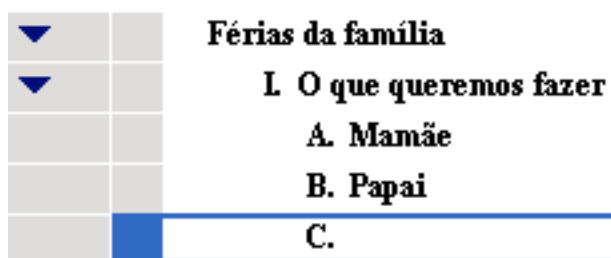 Férias da família
I. O que queremos fazer
A. Mamãe
B. Papai
C.